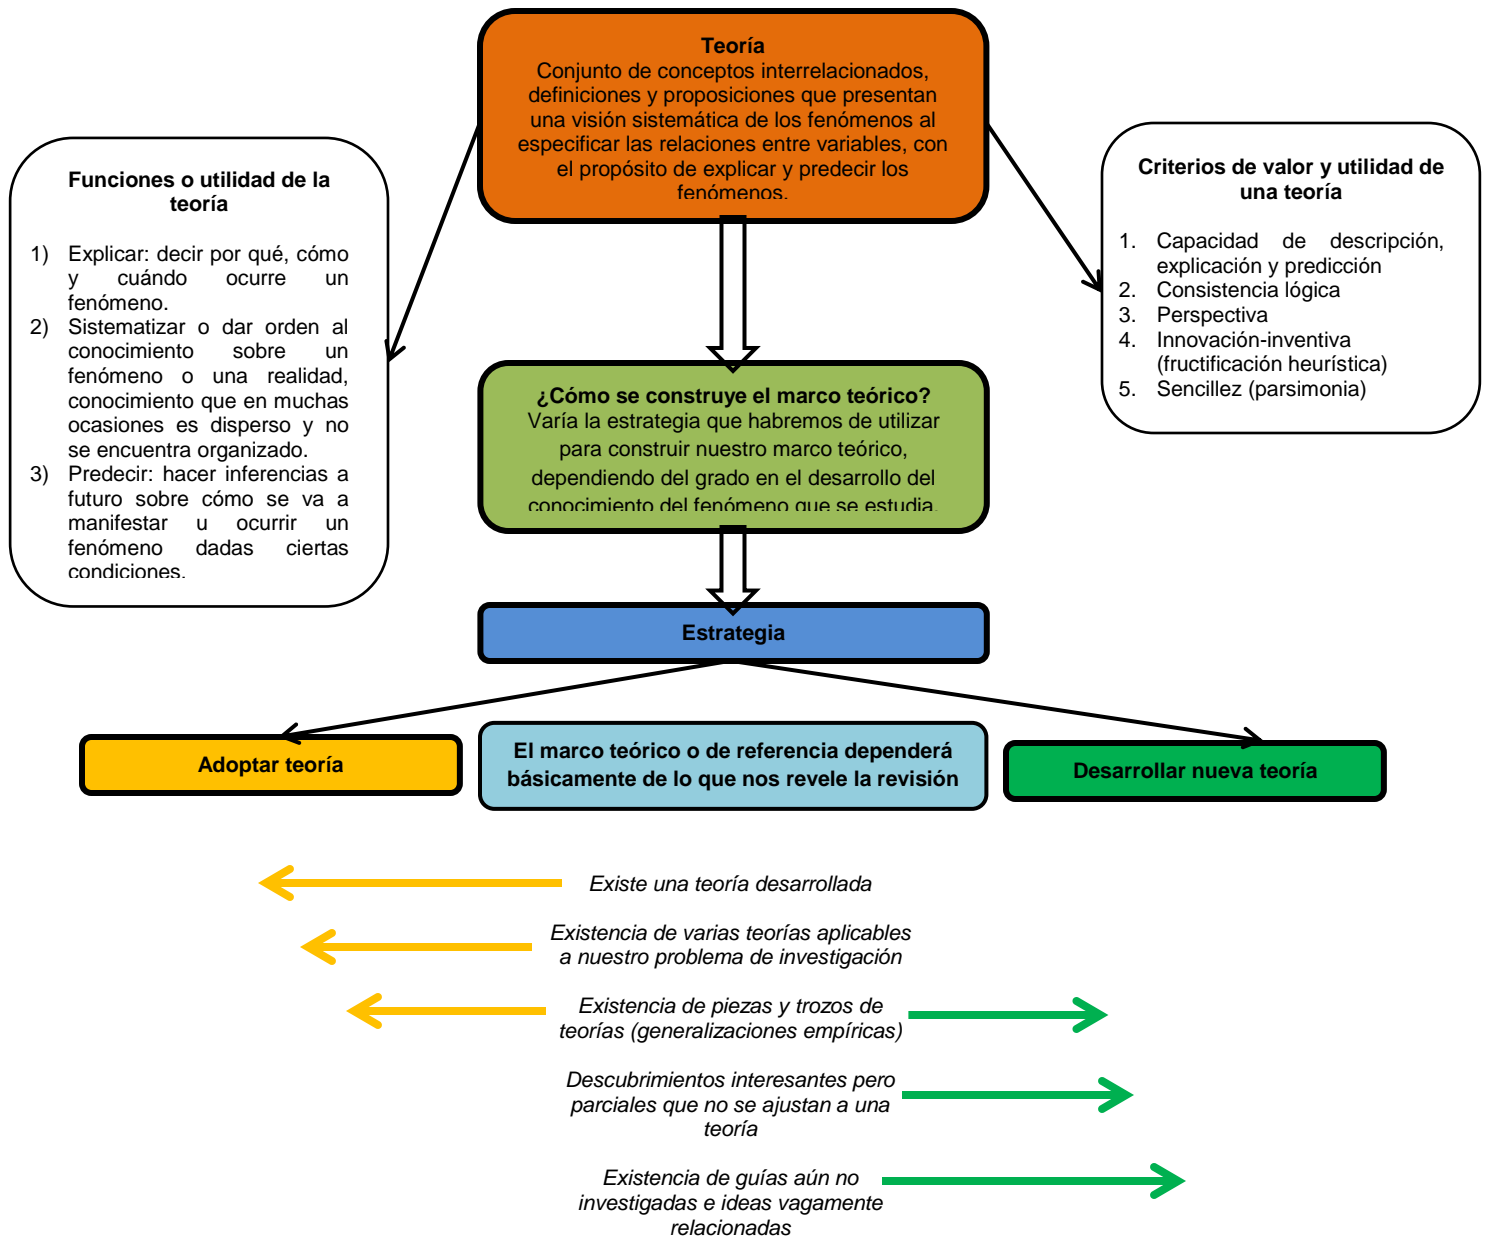 Teoría
Conjunto de conceptos interrelacionados,
definiciones y proposiciones que presentan
una visión sistemática de los fenómenos al
especificar las relaciones entre variables, con
el propósito de explicar y predecir los
fenómenos.
Funciones o utilidad de la
teoría
1) Explicar: decir por qué, cómo
y cuándo ocurre un
fenómeno.
2) Sistematizar o dar orden al
conocimiento sobre un
fenómeno o una realidad,
conocimiento que en muchas
ocasiones es disperso y no
se encuentra organizado.
3) Predecir: hacer inferencias a
futuro sobre cómo se va a
manifestar u ocurrir un
fenómeno dadas ciertas
condiciones.
Criterios de valor y utilidad de
una teoría
1. Capacidad de descripción,
explicación y predicción
2. Consistencia lógica
3. Perspectiva
4. Innovación-inventiva
(fructificación heurística)
5. Sencillez (parsimonia)
¿Cómo se construye el marco teórico?
Varía la estrategia que habremos de utilizar
para construir nuestro marco teórico,
dependiendo del grado en el desarrollo del
conocimiento del fenómeno que se estudia.
Estrategia
Adoptar teoría
El marco teórico o de referencia dependerá
básicamente de lo que nos revele la revisión
Desarrollar nueva teoría
Existe una teoría desarrollada
Existencia de varias teorías aplicables
a nuestro problema de investigación
Existencia de piezas y trozos de
teorías (generalizaciones empíricas)
Descubrimientos interesantes pero
parciales que no se ajustan a una
teoría
Existencia de guías aún no
investigadas e ideas vagamente
relacionadas